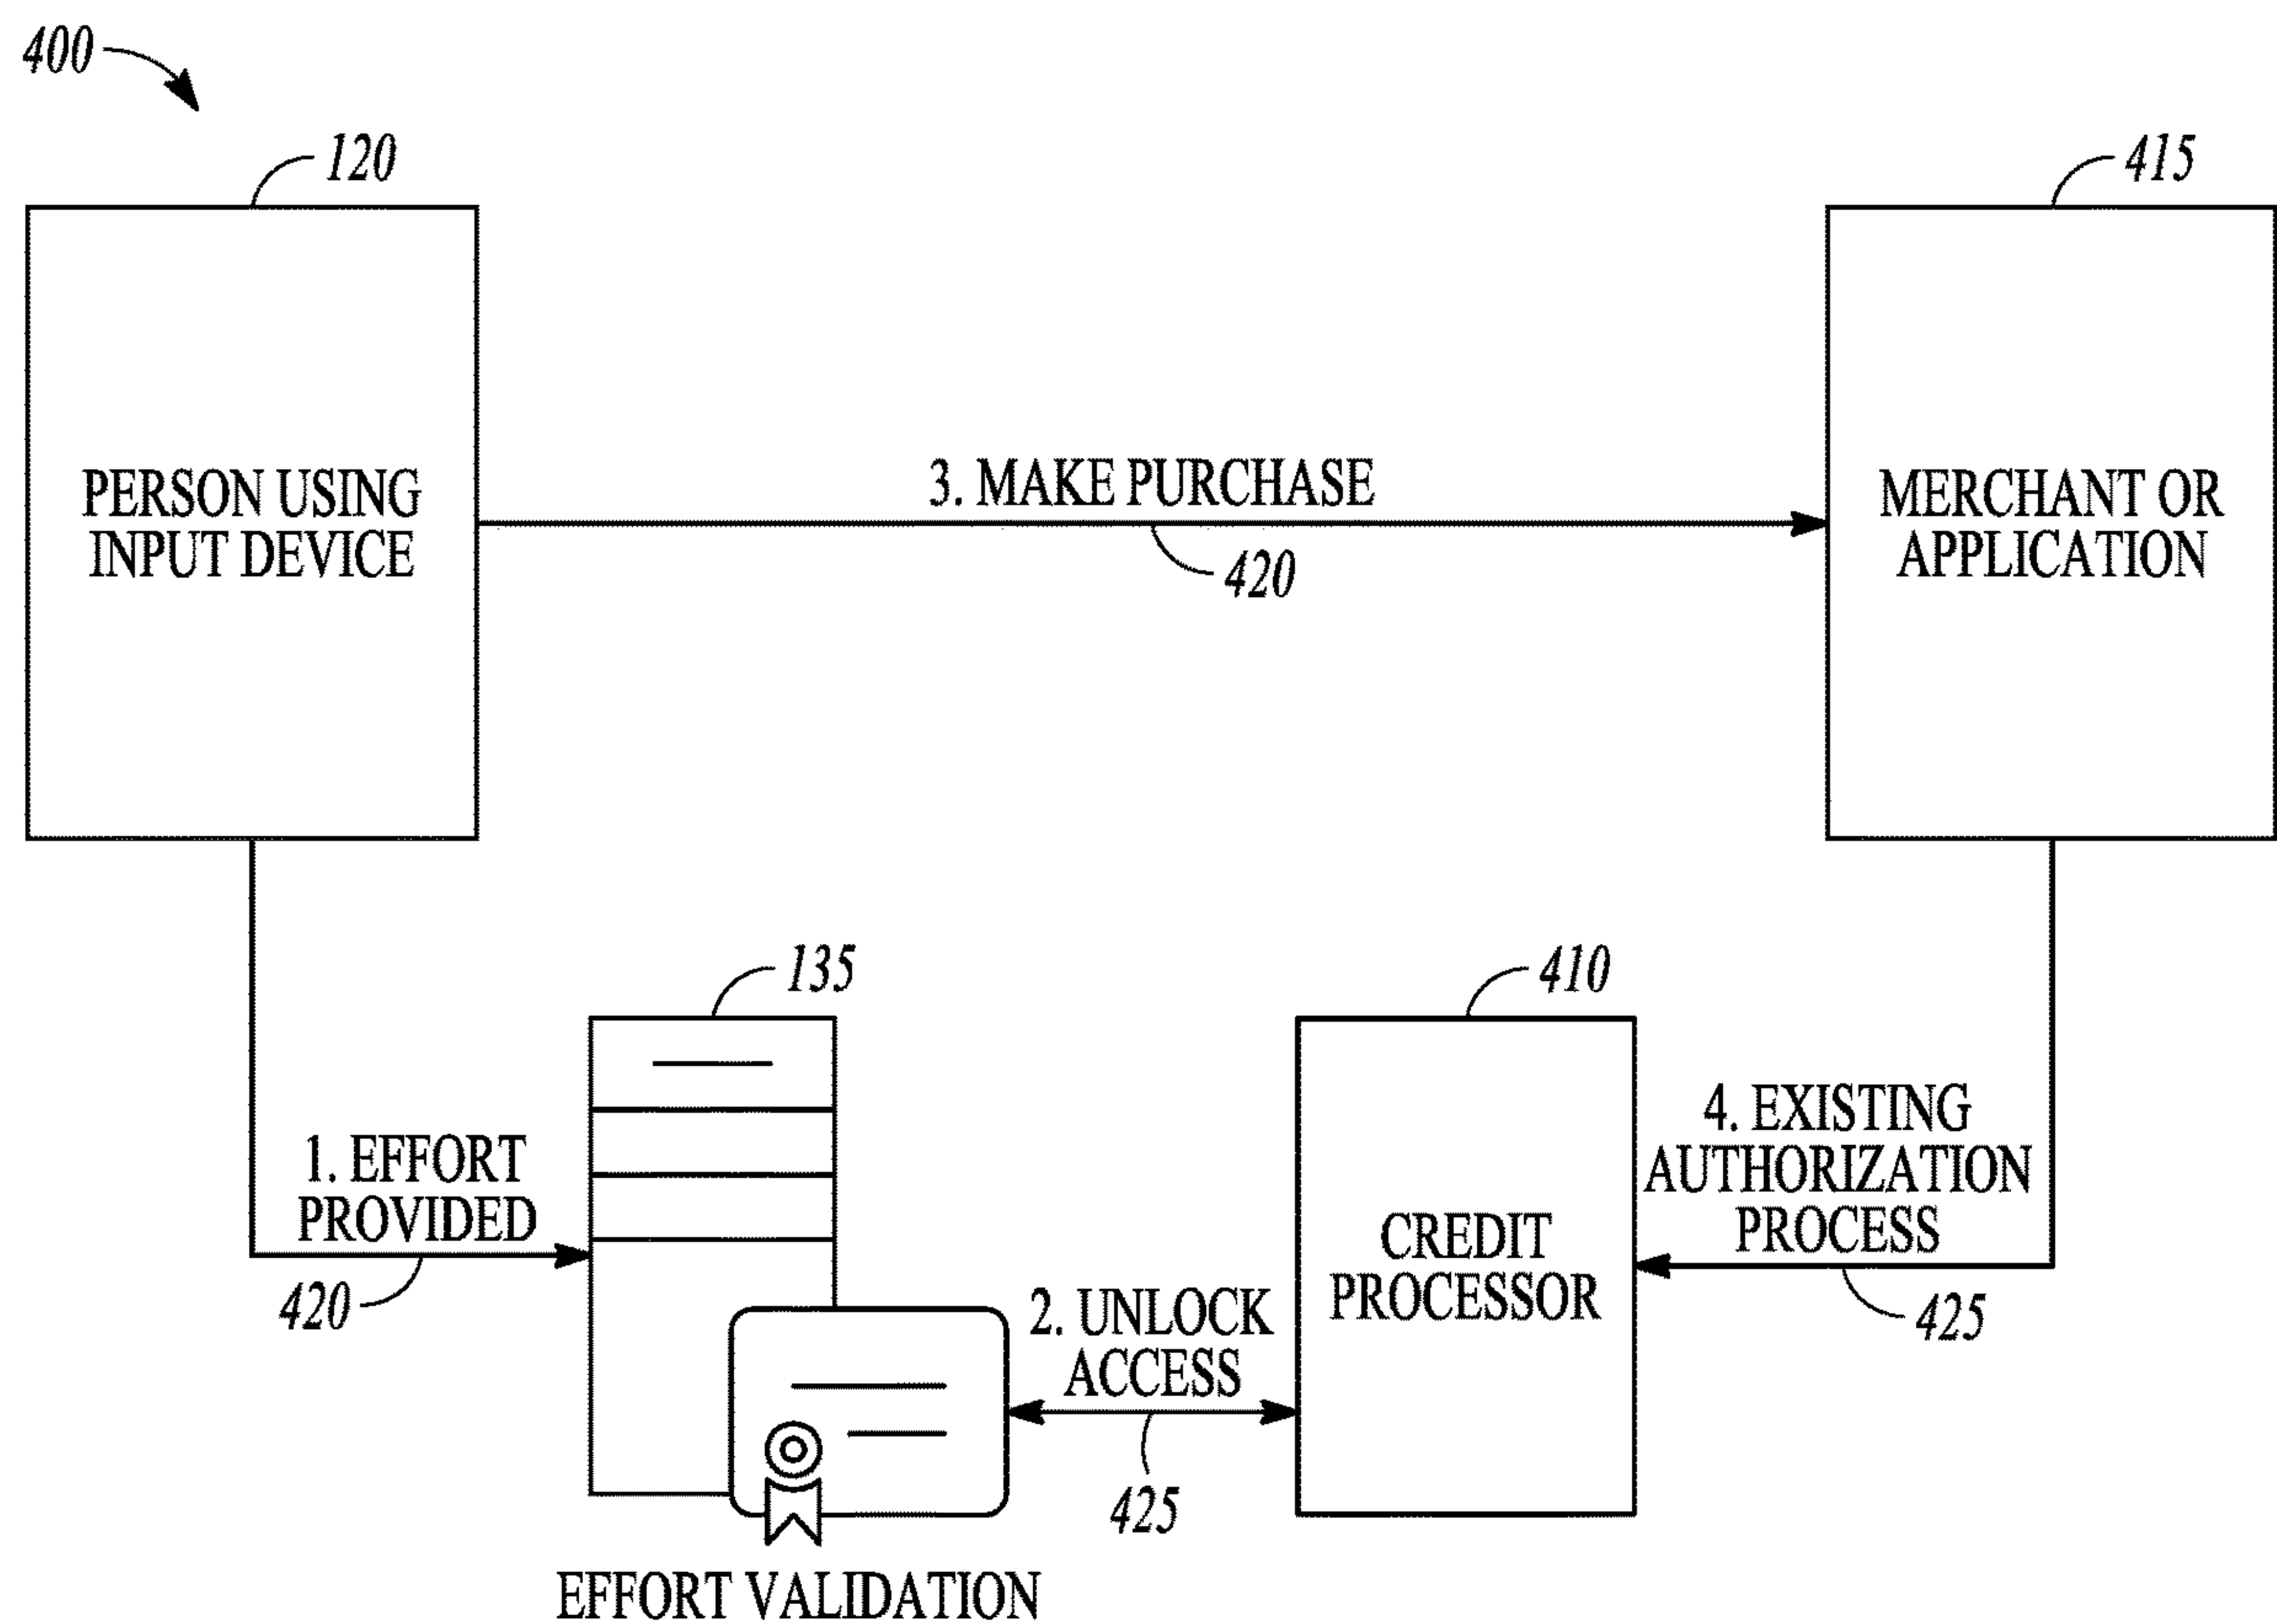 400
120
415
PERSON USING
INPUT DEVICE
3. MAKE PURCHASE
420
MERCHANT OR
APPLICATION
135
410
1. EFFORT
PROVIDED
420
2. UNLOCK
ACCESS
425
CREDIT
PROCESSOR
4. EXISTING
AUTHORIZATION
PROCESS
425
EFFORT VALIDATION